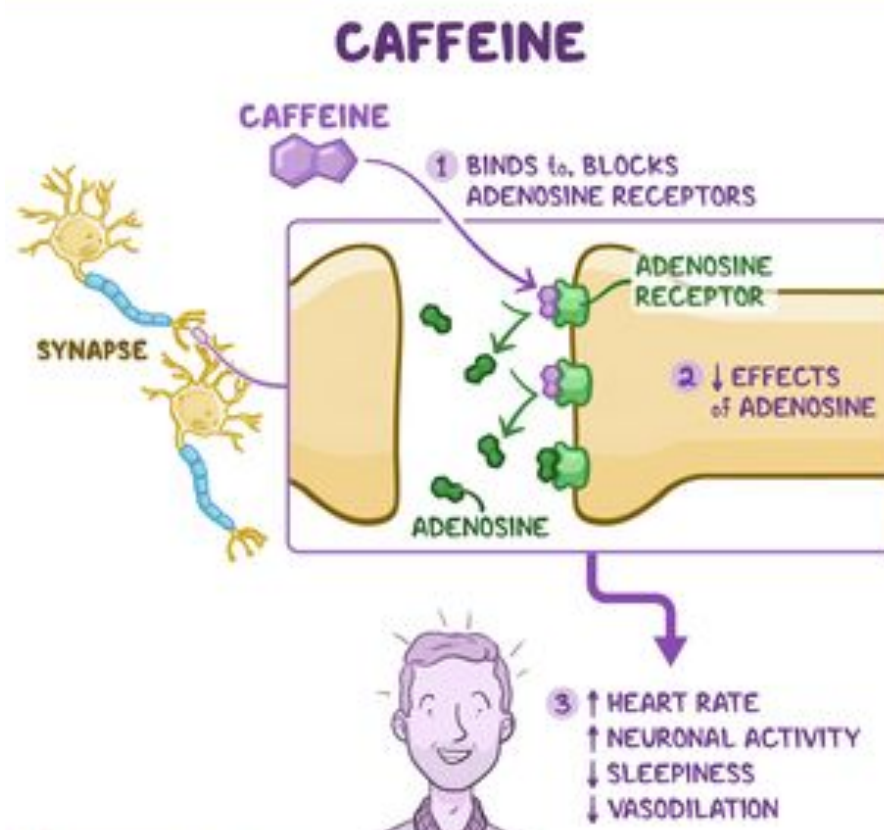 CAFFEINE
CAFFEINE
1 BINDS to, BLOCKS
ADENOSINE RECEPTORS
ADENOSINE
RECEPTOR
SYNAPSE
2 ↓ EFFECTS
of ADENOSINE
ADENOSINE
3 ↑ HEART RATE
↑ NEURONAL ACTIVITY
↓ SLEEPINESS
↓ VASODILATION